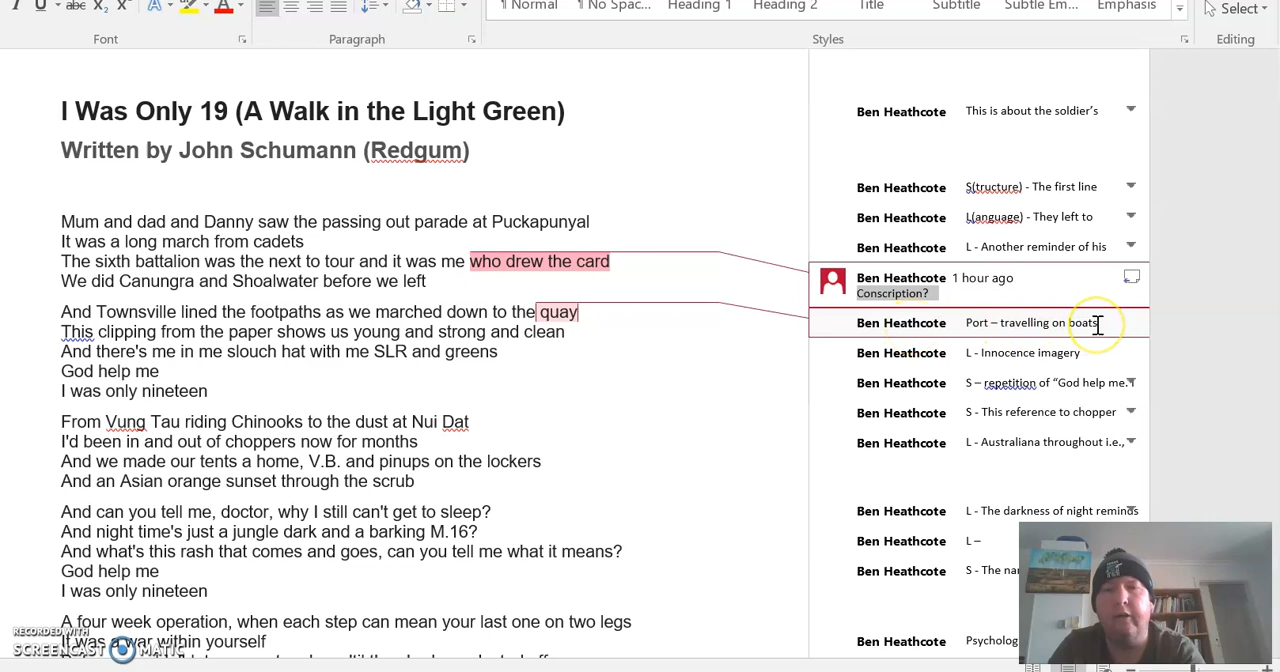 I U abc X₂ X² A A
¶ Normal ¶ No Spac... Heading 1 Heading 2 Title Subtitle Subtle Em... Emphasis Select
Font Paragraph Styles Editing
I Was Only 19 (A Walk in the Light Green)
Written by John Schumann (Redgum)
Mum and dad and Danny saw the passing out parade at Puckapunyal
It was a long march from cadets
The sixth battalion was the next to tour and it was me who drew the card
We did Canungra and Shoalwater before we left
And Townsville lined the footpaths as we marched down to the quay
This clipping from the paper shows us young and strong and clean
And there's me in me slouch hat with me SLR and greens
God help me
I was only nineteen
From Vung Tau riding Chinooks to the dust at Nui Dat
I'd been in and out of choppers now for months
And we made our tents a home, V.B. and pinups on the lockers
And an Asian orange sunset through the scrub
And can you tell me, doctor, why I still can't get to sleep?
And night time's just a jungle dark and a barking M.16?
And what's this rash that comes and goes, can you tell me what it means?
God help me
I was only nineteen
A four week operation, when each step can mean your last one on two legs
It was a war within yourself
Ben Heathcote This is about the soldier's
Ben Heathcote S(tructure) - The first line
Ben Heathcote L(anguage) - They left to
Ben Heathcote L - Another reminder of his
Ben Heathcote 1 hour ago
Conscription?
Ben Heathcote Port – travelling on boats
Ben Heathcote L - Innocence imagery
Ben Heathcote S – repetition of “God help me.
Ben Heathcote S - This reference to chopper
Ben Heathcote L - Australiana throughout i.e.,
Ben Heathcote L - The darkness of night reminds
Ben Heathcote L –
Ben Heathcote S - The nar
Ben Heathcote Psycholog
RECORDED WITH
SCREENCAST MATIC